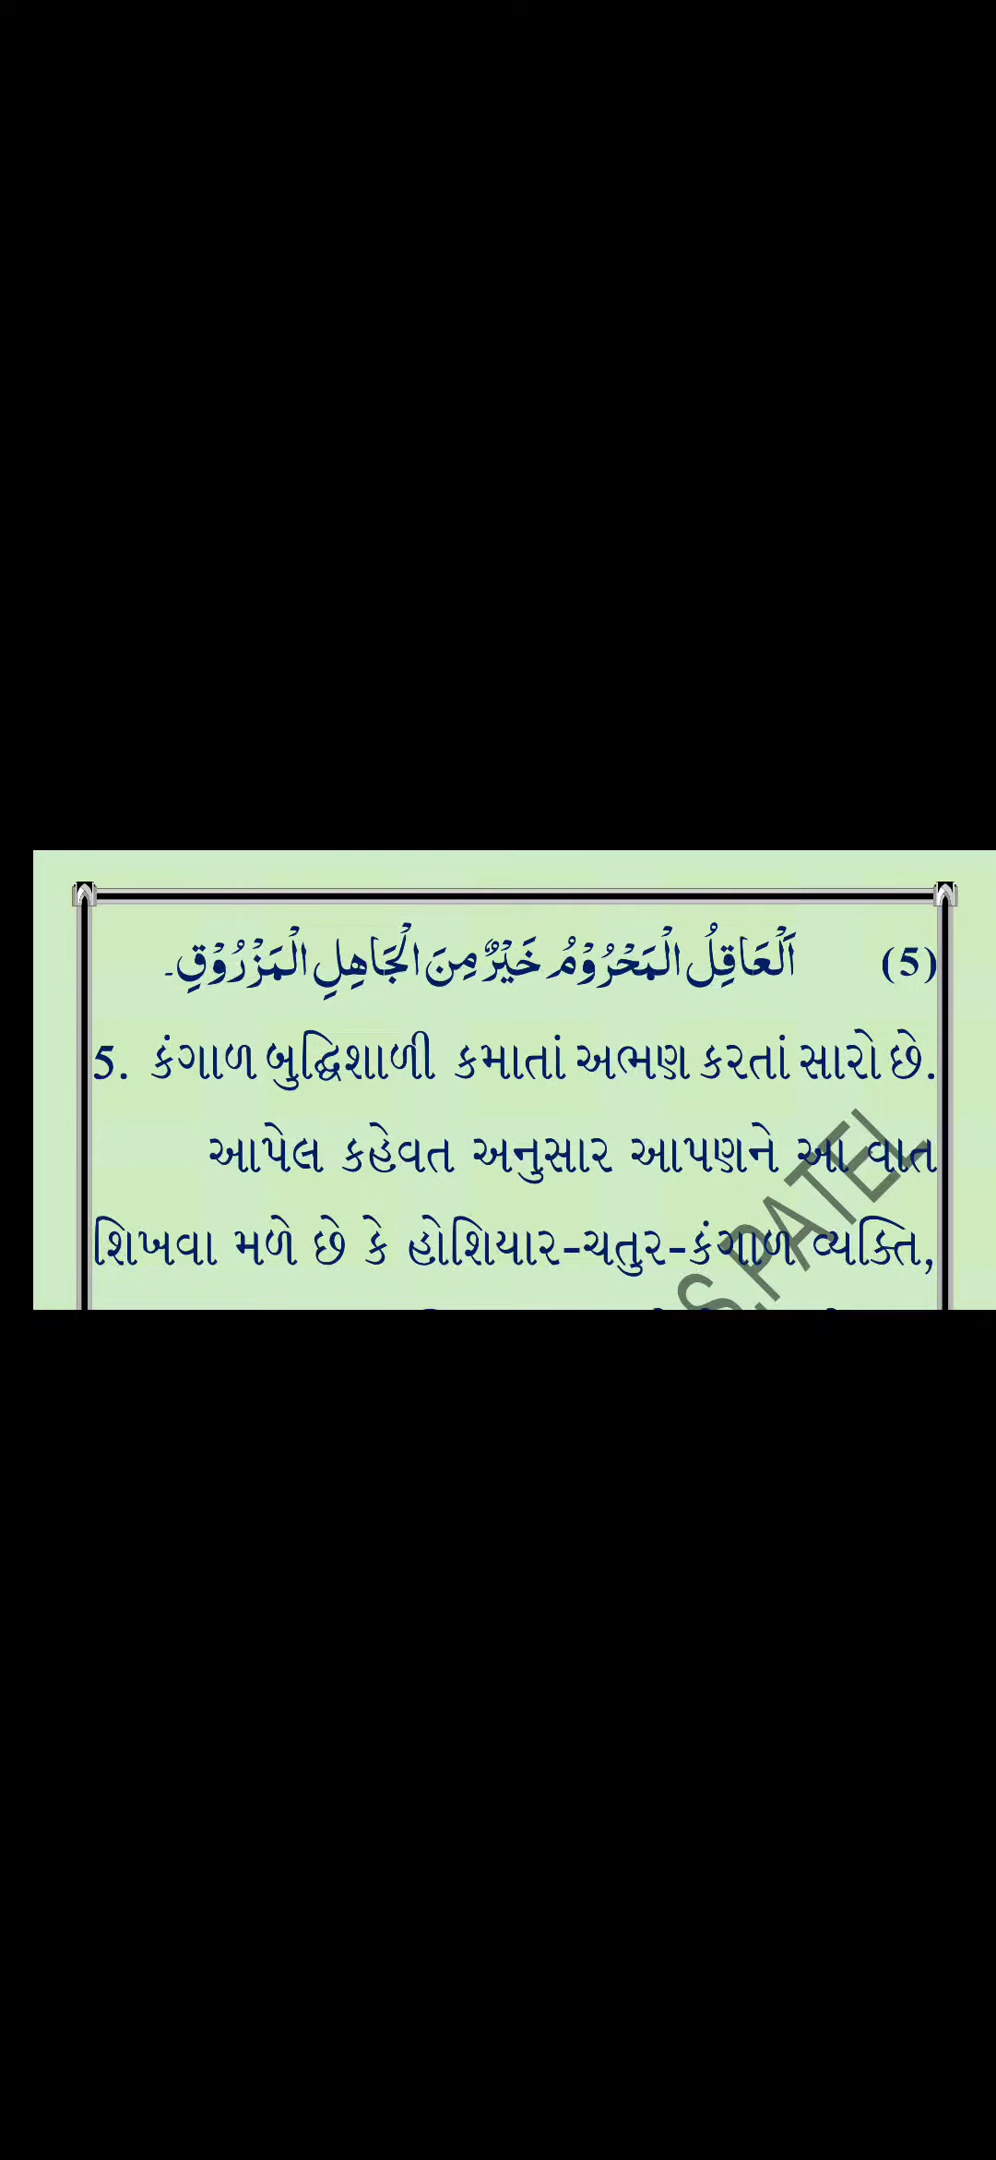 (5) اَلْعَاقِلُ الْمَحْرُوْمُ خَيْرٌ مِنَ الْجَاهِلِ الْمَرْزُوْقِ۔
5. કંગાળ બુદ્ધિશાળી કમાતાં અભણ કરતાં સારો છે.
આપેલ કહેવત અનુસાર આપણને આ વાત
શિખવા મળે છે કે હોશિયાર-ચતુર-કંગાળ વ્યક્તિ,
S.PATEL